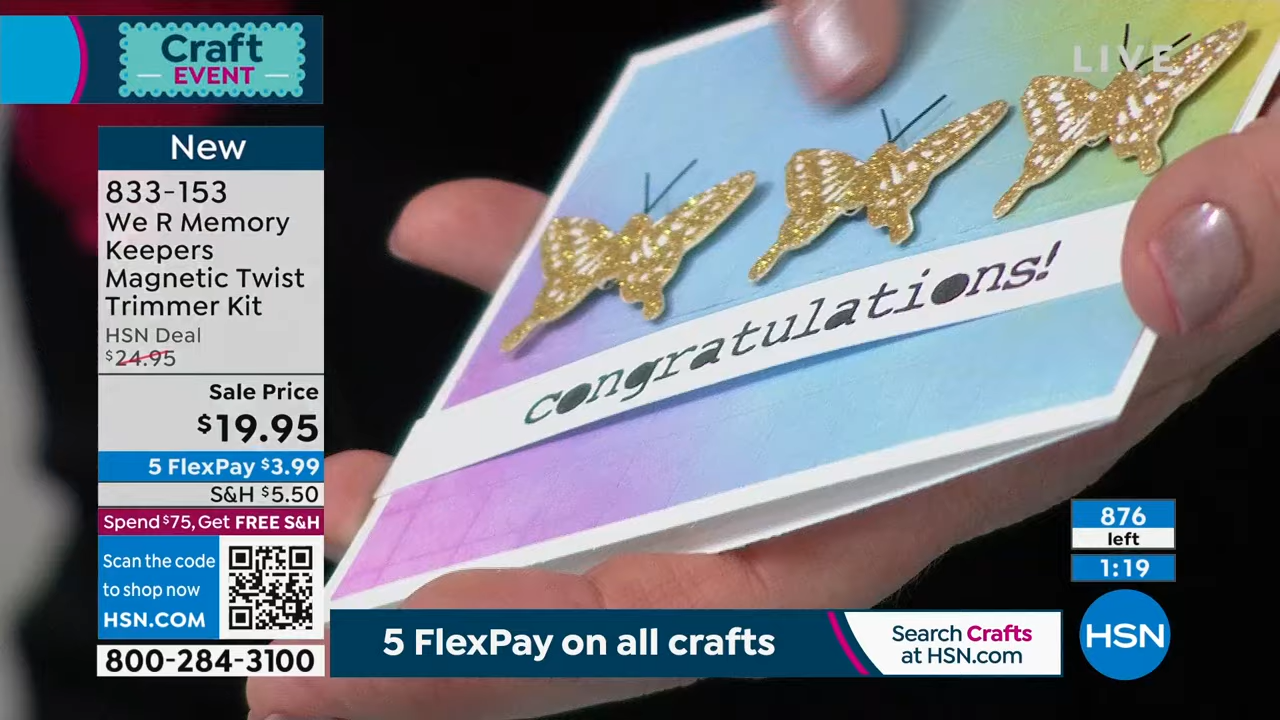 Craft
EVENT
LIVE
New
833-153
We R Memory
Keepers
Magnetic Twist
Trimmer Kit
HSN Deal
$24.95
Sale Price
$19.95
5 FlexPay $3.99
S&H $5.50
Spend $75, Get FREE S&H
Scan the code
to shop now
HSN.COM
800-284-3100
congratulations!
876
left
1:19
5 FlexPay on all crafts
Search Crafts
at HSN.com
HSN